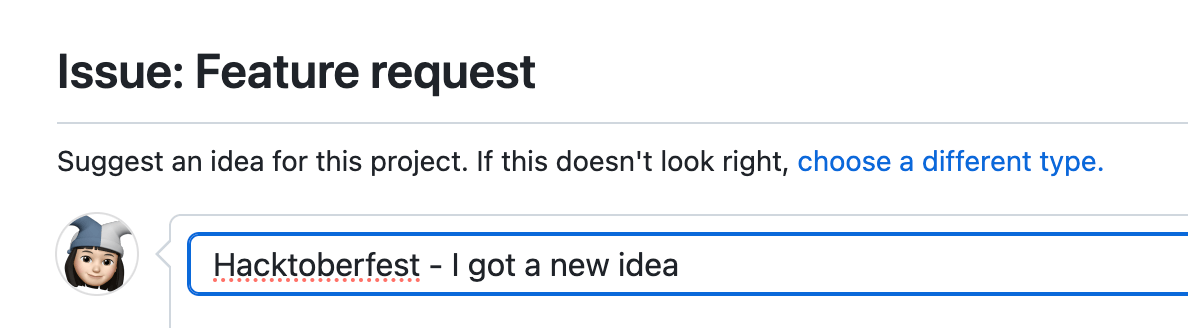 Issue: Feature request
Suggest an idea for this project. If this doesn't look right, choose a different type.
Hacktoberfest - I got a new idea